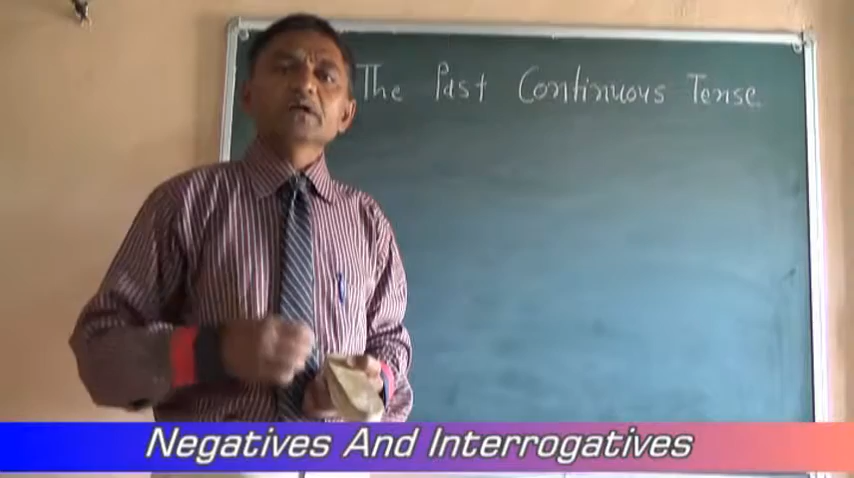 The Past Continuous Tense
Negatives And Interrogatives